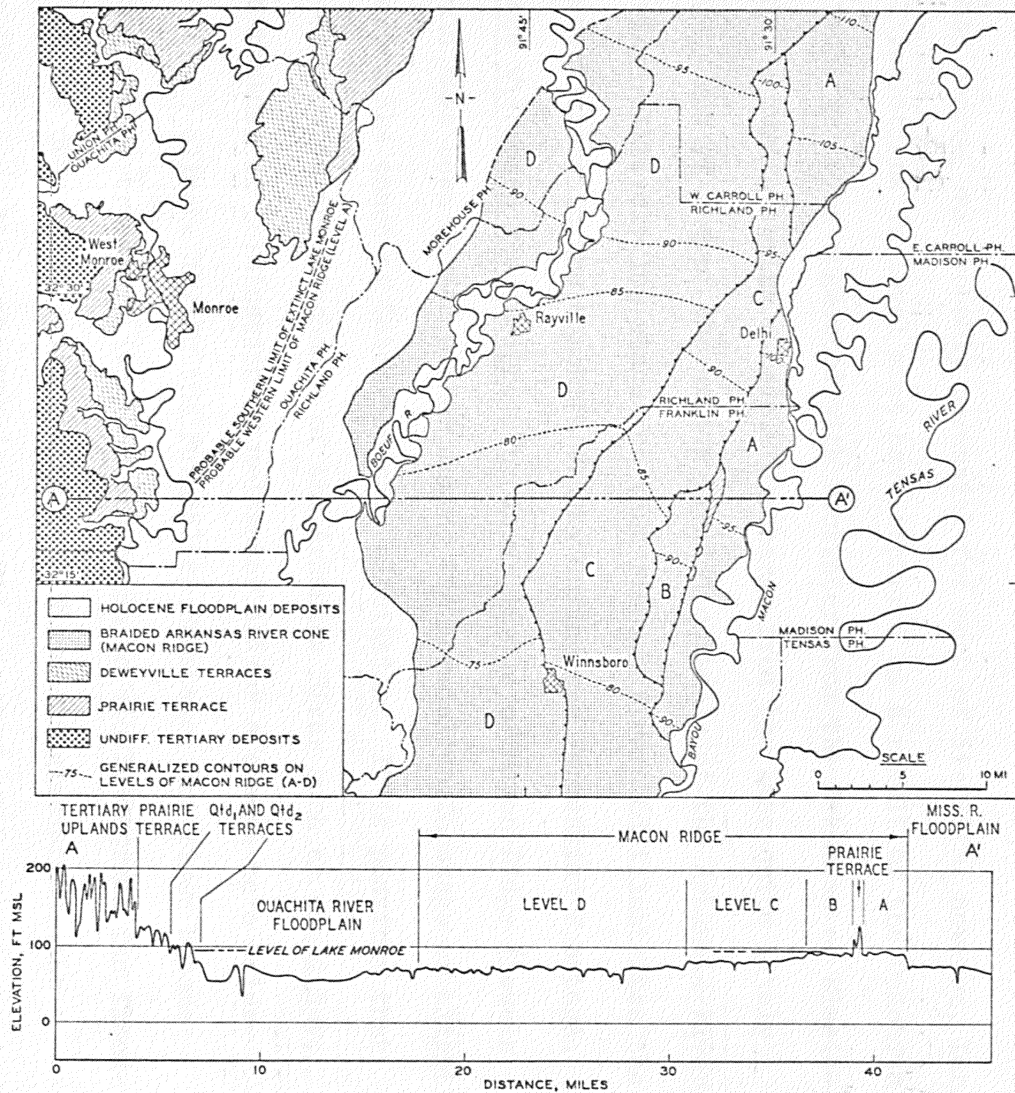 91° 45'
91° 30'
110
A
95
100
-N-
UNION PH.
OUACHITA PH.
D
D
105
90
MOREHOUSE PH.
W. CARROLL PH.
RICHLAND PH.
West
Monroe
90
95
E. CARROLL PH.
MADISON PH.
32° 30'
Monroe
85
C
Rayville
Delhi
PROBABLE SOUTHERN LIMIT OF EXTINCT LAKE MONROE
PROBABLE WESTERN LIMIT OF MACON RIDGE (LEVEL A)
OUACHITA PH.
RICHLAND PH.
90
D
RICHLAND PH.
FRANKLIN PH.
BOEUF R.
80
A
RIVER
85
TENSAS
A
A'
95
32° 15'
90
C
B
HOLOCENE FLOODPLAIN DEPOSITS
BRAIDED ARKANSAS RIVER CONE
(MACON RIDGE)
DEWEYVILLE TERRACES
PRAIRIE TERRACE
UNDIFF. TERTIARY DEPOSITS
-75- GENERALIZED CONTOURS ON
LEVELS OF MACON RIDGE (A-D)
MACON
BAYOU
MADISON PH.
TENSAS PH.
75
Winnsboro
80
D
90
SCALE
0 5 10 MI
TERTIARY
UPLANDS
PRAIRIE
TERRACE
Qtd₁ AND Qtd₂
TERRACES
MACON RIDGE
MISS. R.
FLOODPLAIN
A
A'
PRAIRIE
TERRACE
200
OUACHITA RIVER
FLOODPLAIN
LEVEL D
LEVEL C
B
A
100
LEVEL OF LAKE MONROE
0
ELEVATION, FT MSL
0 10 20 30 40
DISTANCE, MILES